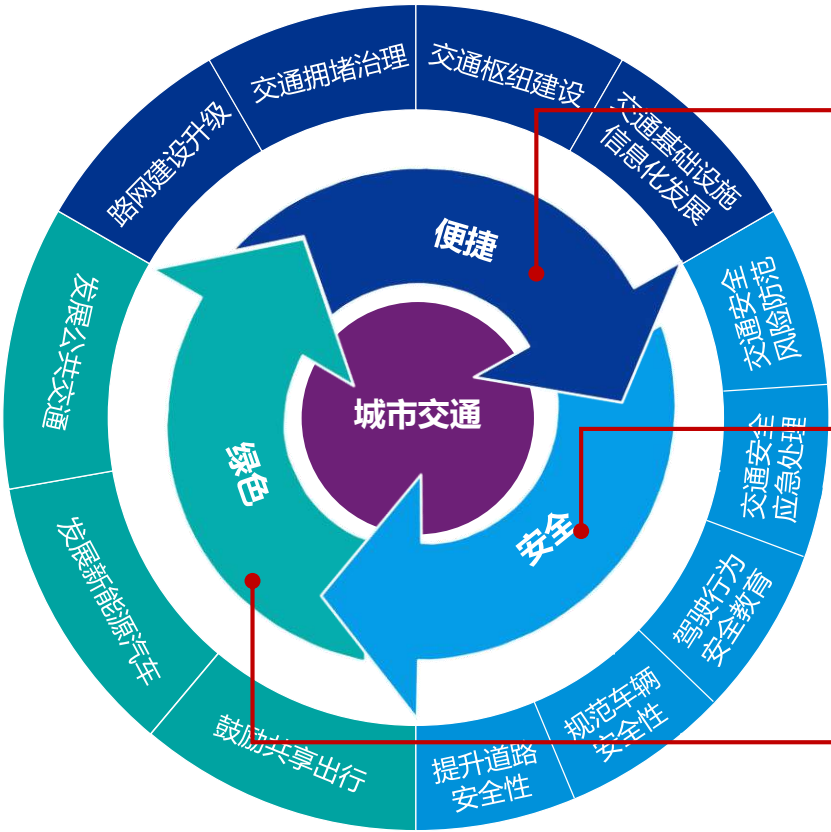 路网建设升级
交通拥堵治理
交通枢纽建设
交通基础设施
信息化发展
交通安全
风险防范
交通安全
应急处理
驾驶行为
安全教育
规范车辆
安全性
提升道路
安全性
鼓励共享出行
发展新能源汽车
发展公共交通
便捷
安全
绿色
城市交通